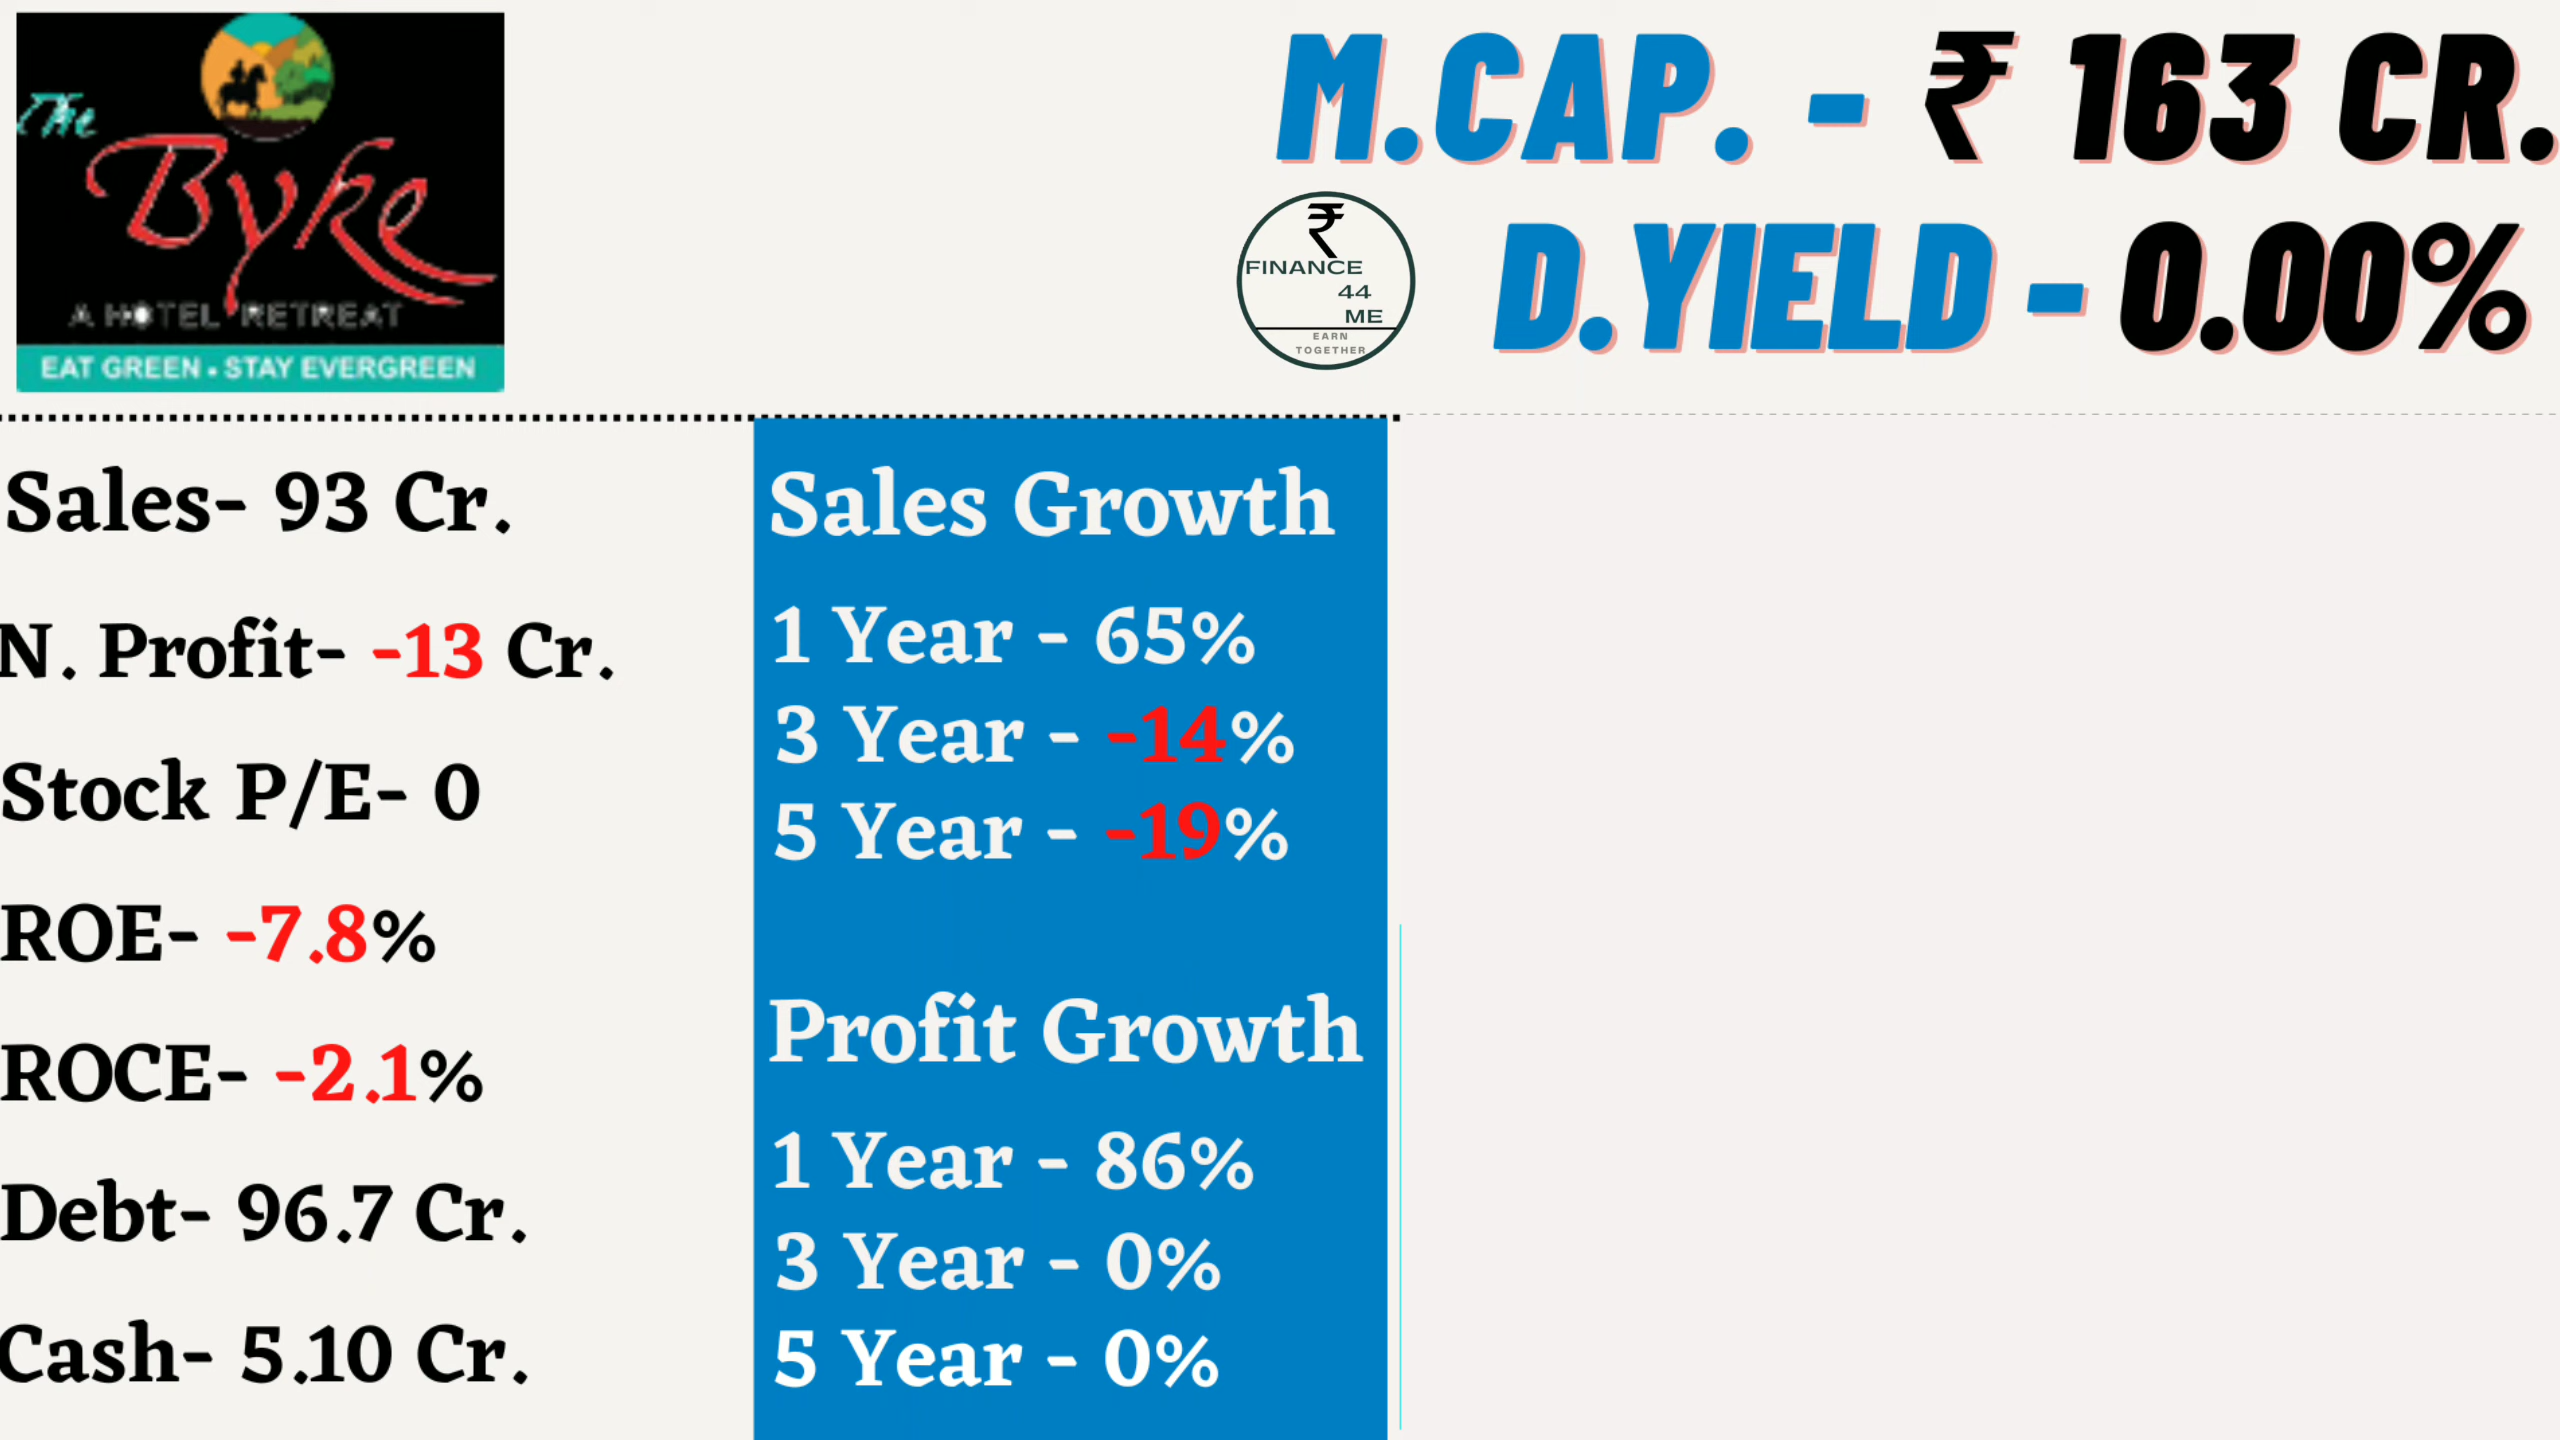 The
Byke
A HOTEL RETREAT
EAT GREEN • STAY EVERGREEN
M.CAP. - ₹ 163 CR.
₹
FINANCE
44
ME
EARN
TOGETHER
D.YIELD - 0.00%
Sales- 93 Cr.
N. Profit- -13 Cr.
Stock P/E- 0
ROE- -7.8%
ROCE- -2.1%
Debt- 96.7 Cr.
Cash- 5.10 Cr.
Sales Growth
1 Year - 65%
3 Year - -14%
5 Year - -19%
Profit Growth
1 Year - 86%
3 Year - 0%
5 Year - 0%